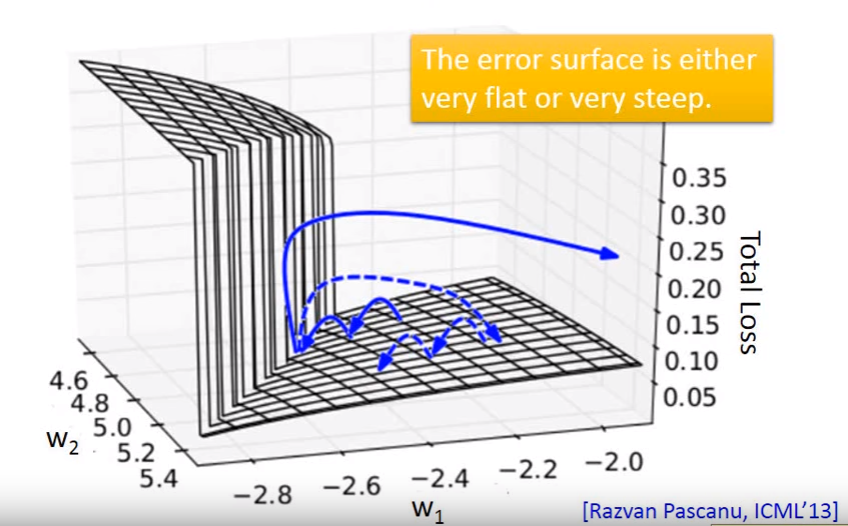 The error surface is either
very flat or very steep.
0.35
0.30
0.25
0.20
0.15
0.10
0.05
Total Loss
4.6
4.8
5.0
5.2
5.4
w2
−2.8
−2.6
−2.4
−2.2
−2.0
w1
[Razvan Pascanu, ICML’13]